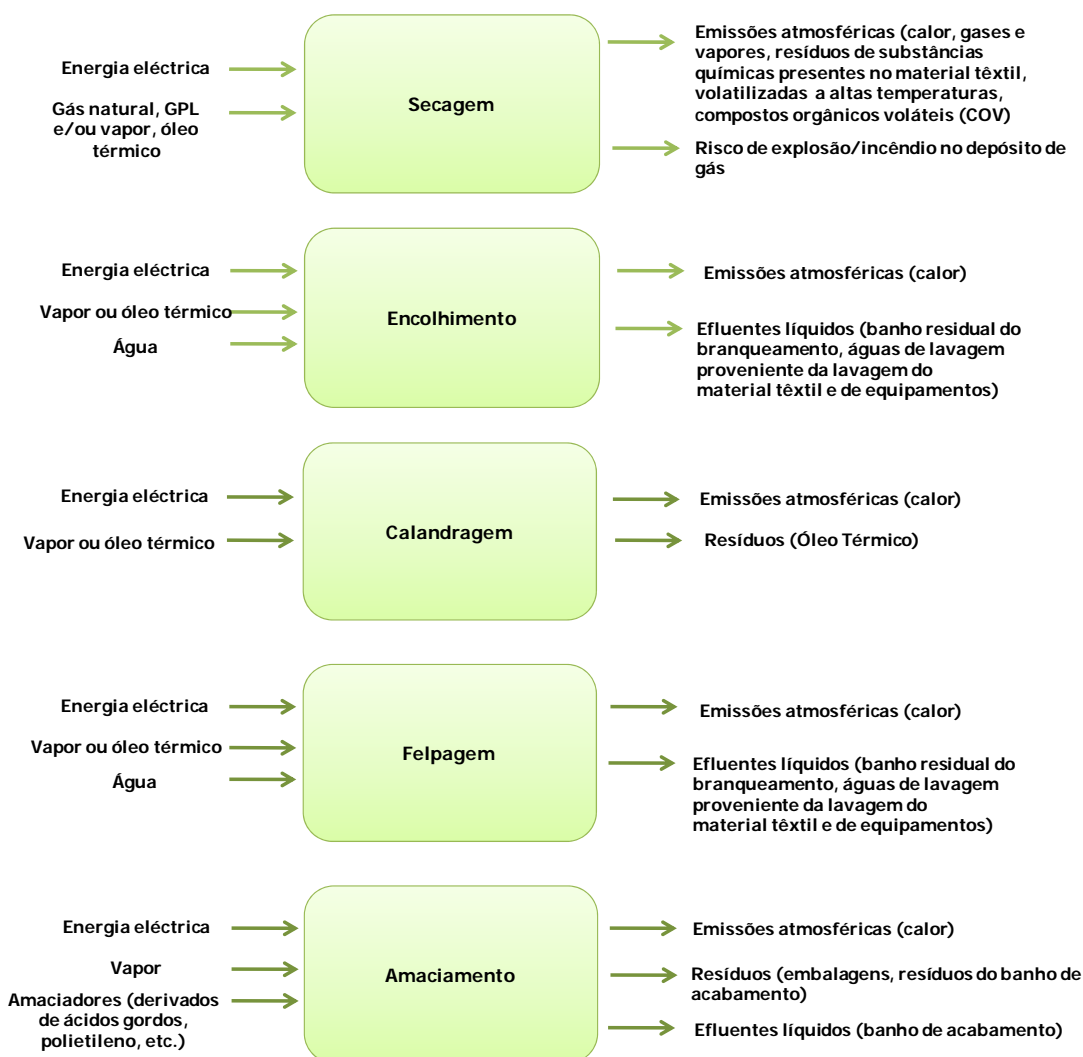 Energia eléctrica
Gás natural, GPL
e/ou vapor, óleo
térmico
Secagem
Emissões atmosféricas (calor, gases e
vapores, resíduos de substâncias
químicas presentes no material têxtil,
volatilizadas a altas temperaturas,
compostos orgânicos voláteis (COV)
Risco de explosão/incêndio no depósito de
gás
Energia eléctrica
Vapor ou óleo térmico
Água
Encolhimento
Emissões atmosféricas (calor)
Efluentes líquidos (banho residual do
branqueamento, águas de lavagem
proveniente da lavagem do
material têxtil e de equipamentos)
Energia eléctrica
Vapor ou óleo térmico
Calandragem
Emissões atmosféricas (calor)
Resíduos (Óleo Térmico)
Energia eléctrica
Vapor ou óleo térmico
Água
Felpagem
Emissões atmosféricas (calor)
Efluentes líquidos (banho residual do
branqueamento, águas de lavagem
proveniente da lavagem do
material têxtil e de equipamentos)
Energia eléctrica
Vapor
Amaciadores (derivados
de ácidos gordos,
polietileno, etc.)
Amaciamento
Emissões atmosféricas (calor)
Resíduos (embalagens, resíduos do banho de
acabamento)
Efluentes líquidos (banho de acabamento)